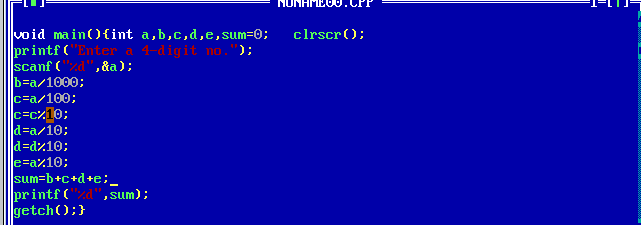 [■] NONAME00.CPP 1=[↑]
void main(){int a,b,c,d,e,sum=0;   clrscr();
printf("Enter a 4-digit no.");
scanf("%d",&a);
b=a/1000;
c=a/100;
c=c%10;
d=a/10;
d=d%10;
e=a%10;
sum=b+c+d+e;_
printf("%d",sum);
getch();}